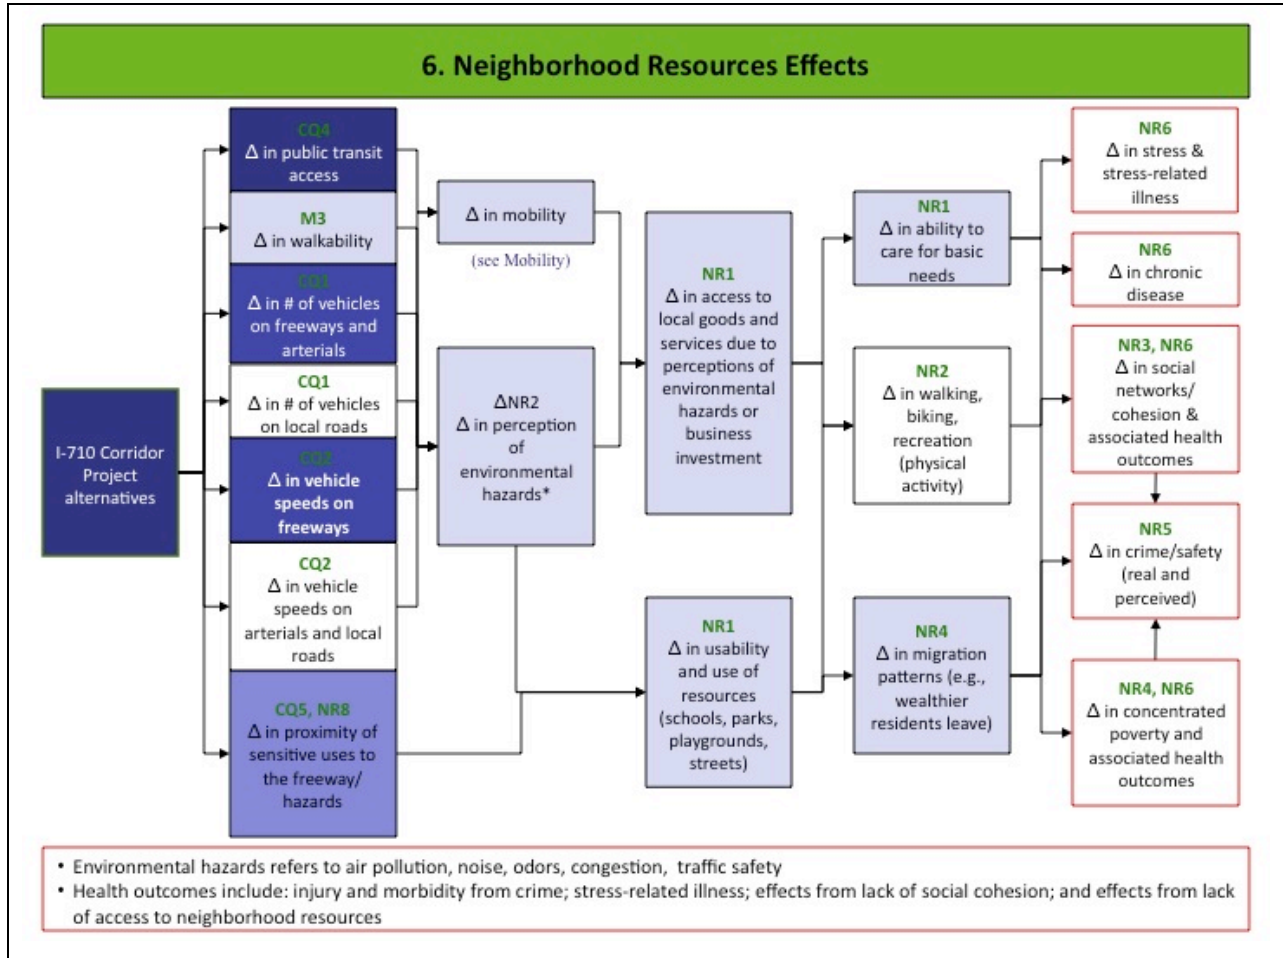 6. Neighborhood Resources Effects
I-710 Corridor
Project
alternatives
CQ4
Δ in public transit
access
M3
Δ in walkability
CQ1
Δ in # of vehicles
on freeways and
arterials
CQ1
Δ in # of vehicles
on local roads
CQ2
Δ in vehicle
speeds on
freeways
CQ2
Δ in vehicle
speeds on
arterials and local
roads
CQ5, NR8
Δ in proximity of
sensitive uses to
the freeway/
hazards
Δ in mobility
(see Mobility)
ΔNR2
Δ in perception
of
environmental
hazards*
NR1
Δ in access to
local goods and
services due to
perceptions of
environmental
hazards or
business
investment
NR1
Δ in usability
and use of
resources
(schools, parks,
playgrounds,
streets)
NR1
Δ in ability to
care for basic
needs
NR2
Δ in walking,
biking,
recreation
(physical
activity)
NR4
Δ in migration
patterns (e.g.,
wealthier
residents leave)
NR6
Δ in stress &
stress-related
illness
NR6
Δ in chronic
disease
NR3, NR6
Δ in social
networks/
cohesion &
associated health
outcomes
NR5
Δ in crime/safety
(real and
perceived)
NR4, NR6
Δ in concentrated
poverty and
associated health
outcomes
• Environmental hazards refers to air pollution, noise, odors, congestion, traffic safety
• Health outcomes include: injury and morbidity from crime; stress-related illness; effects from lack of social cohesion; and effects from lack
of access to neighborhood resources